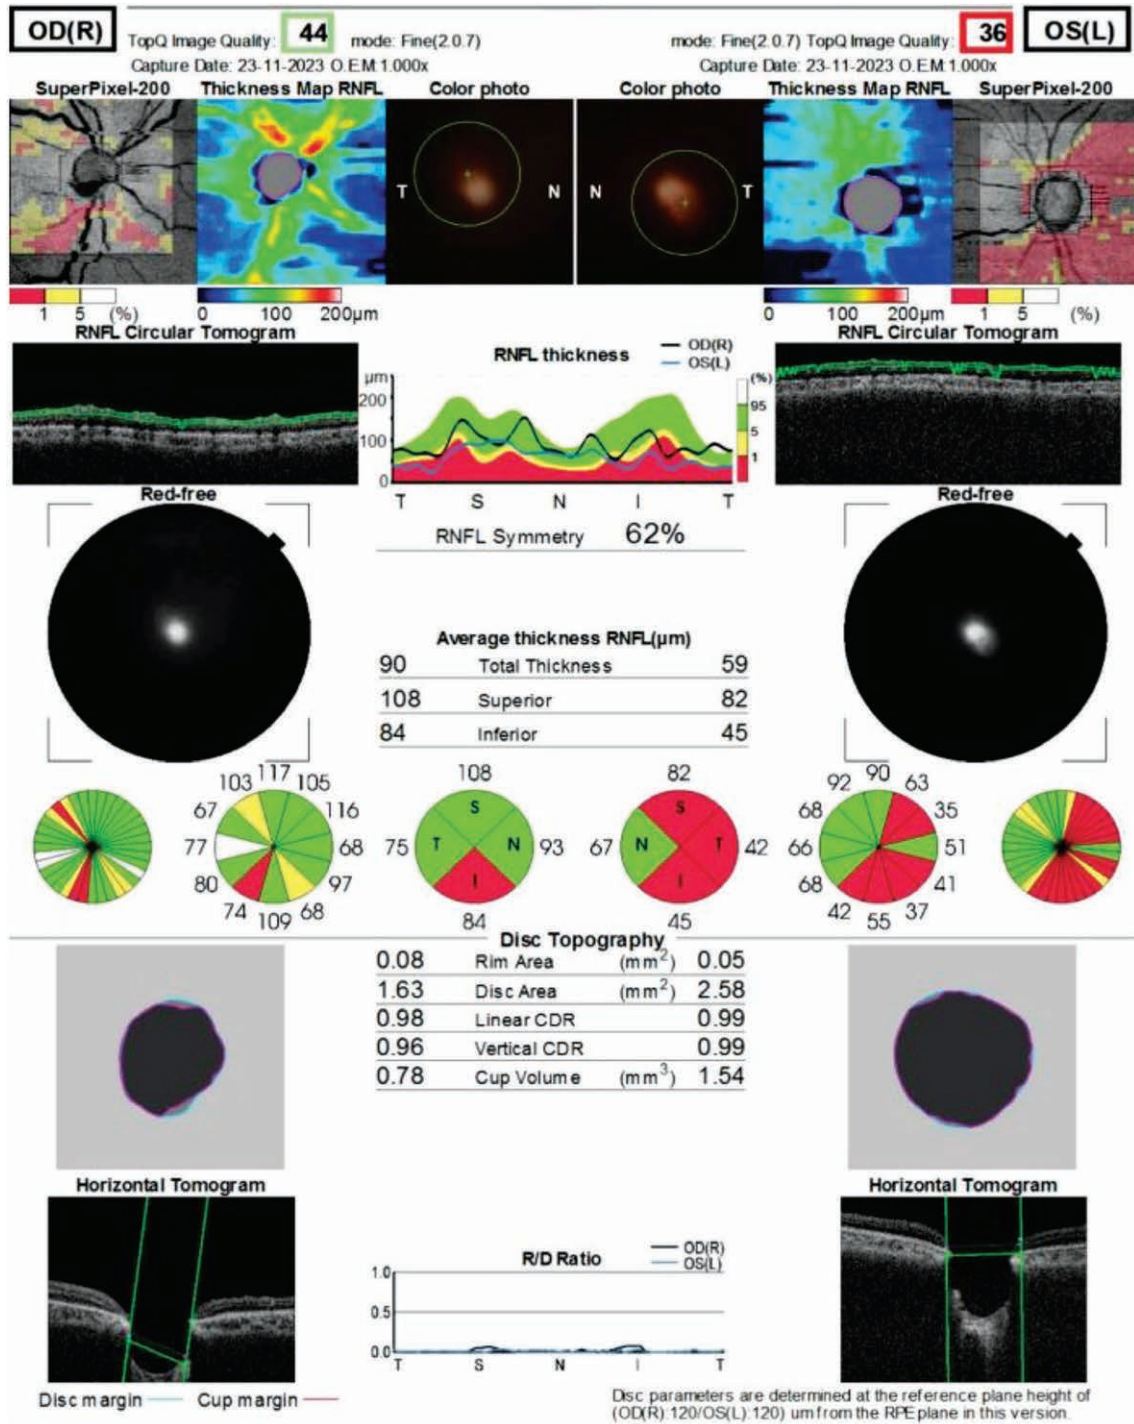 OD(R) TopQ Image Quality: 44 mode: Fine(2.0.7) mode: Fine(2.0.7) TopQ Image Quality: 36 OS(L)
Capture Date: 23-11-2023 O.E.M:1.000x Capture Date: 23-11-2023 O.E.M:1.000x
SuperPixel-200 Thickness Map RNFL Color photo Color photo Thickness Map RNFL SuperPixel-200
T N N T
1 5 (%) 0 100 200µm 0 100 200µm 1 5 (%)
RNFL Circular Tomogram RNFL Circular Tomogram
RNFL thickness OD(R)
OS(L)
µm (%)
200 95
100 5
1
0
T S N I T
Red-free Red-free
RNFL Symmetry 62%
Average thickness RNFL(µm)
90 Total Thickness 59
108 Superior 82
84 Inferior 45
103 117 105 108 82 92 90 63
67 116 S S 68 35
77 68 75 T N 93 67 N T 42 66 51
80 97 I I 68 41
74 109 68 84 45 42 55 37
Disc Topography
0.08 Rim Area (mm²) 0.05
1.63 Disc Area (mm²) 2.58
0.98 Linear CDR 0.99
0.96 Vertical CDR 0.99
0.78 Cup Volume (mm³) 1.54
Horizontal Tomogram Horizontal Tomogram
R/D Ratio OD(R)
OS(L)
1.0
0.5
0.0
T S N I T
Disc margin Cup margin
Disc parameters are determined at the reference plane height of
(OD(R):120/OS(L):120) um from the RPE plane in this version.